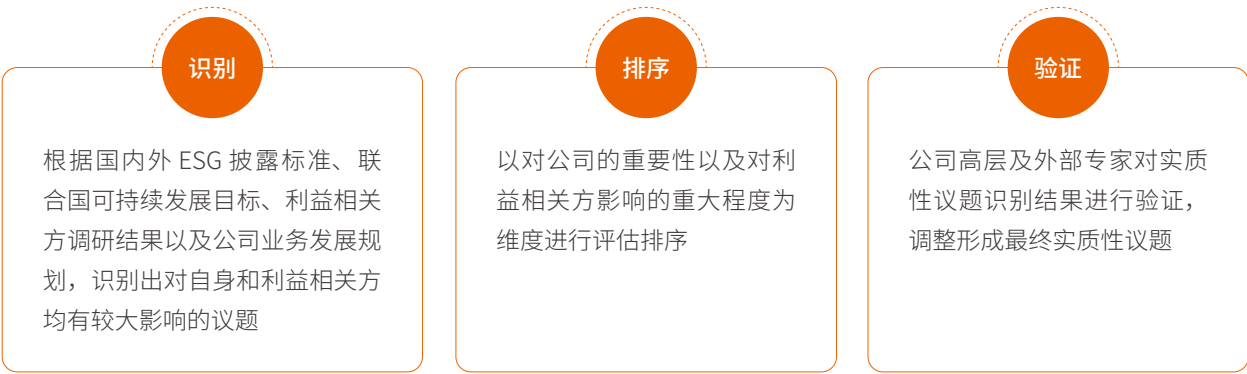 识别
根据国内外 ESG 披露标准、联
合国可持续发展目标、利益相关
方调研结果以及公司业务发展规
划，识别出对自身和利益相关方
均有较大影响的议题
排序
以对公司的重要性以及对利
益相关方影响的重大程度为
维度进行评估排序
验证
公司高层及外部专家对实质
性议题识别结果进行验证，
调整形成最终实质性议题